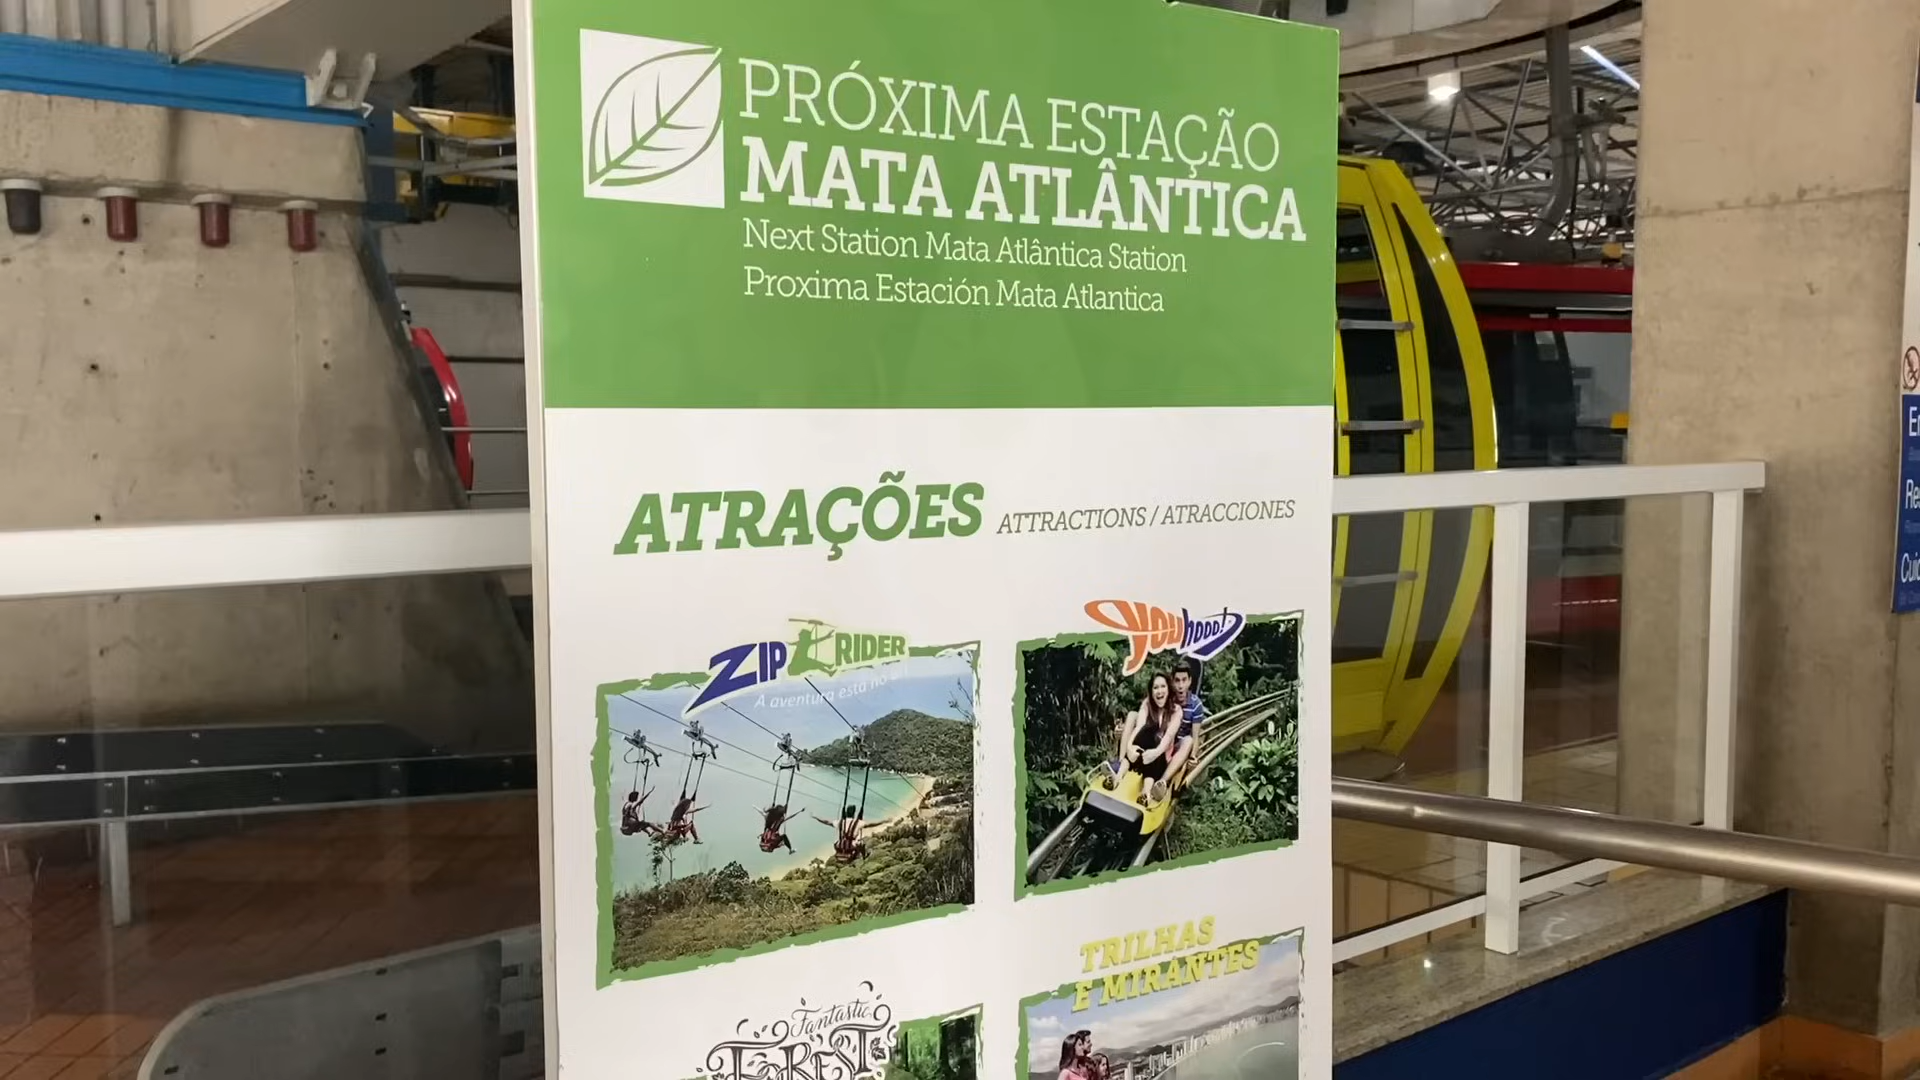 PRÓXIMA ESTAÇÃO
MATA ATLÂNTICA
Next Station Mata Atlântica Station
Proxima Estación Mata Atlantica
ATRAÇÕES ATTRACTIONS / ATRACCIONES
ZIP RIDER
A aventura está no
youhooo!
TRILHAS
E MIRANTES
Fantastic
FOREST